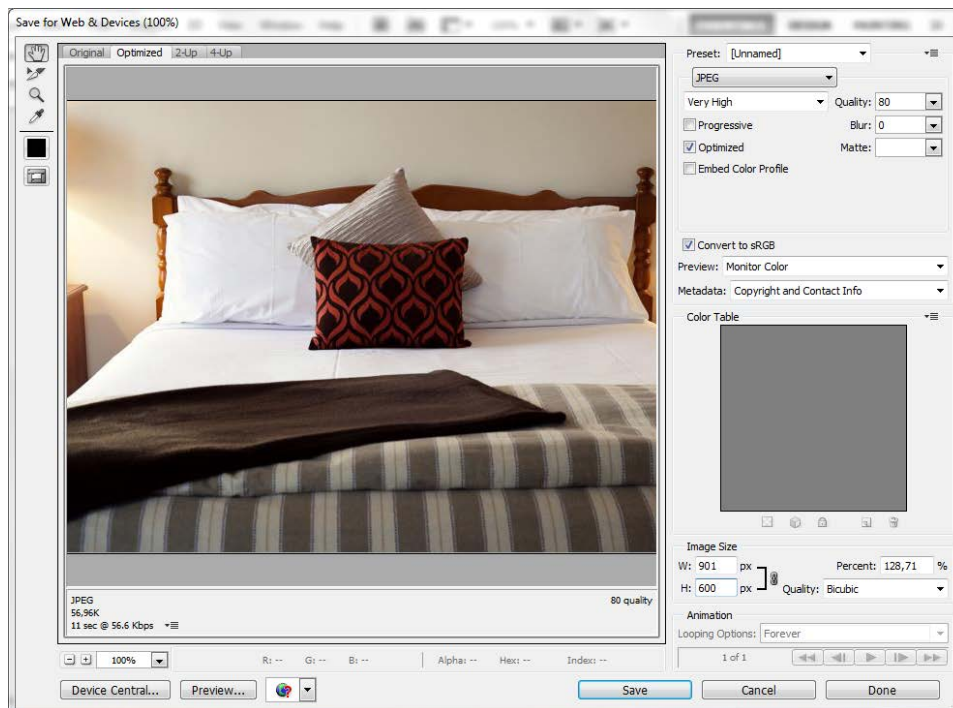 Save for Web & Devices (100%)
Original Optimized 2-Up 4-Up
Preset: [Unnamed]
JPEG
Very High Quality: 80
Progressive Blur: 0
Optimized Matte:
Embed Color Profile
Convert to sRGB
Preview: Monitor Color
Metadata: Copyright and Contact Info
Color Table
Image Size
W: 901 px Percent: 128,71 %
H: 600 px Quality: Bicubic
JPEG 80 quality
56,96K
11 sec @ 56.6 Kbps
Animation
Looping Options: Forever
1 of 1
100% R: -- G: -- B: -- Alpha: -- Hex: -- Index: --
Device Central... Preview... Save Cancel Done